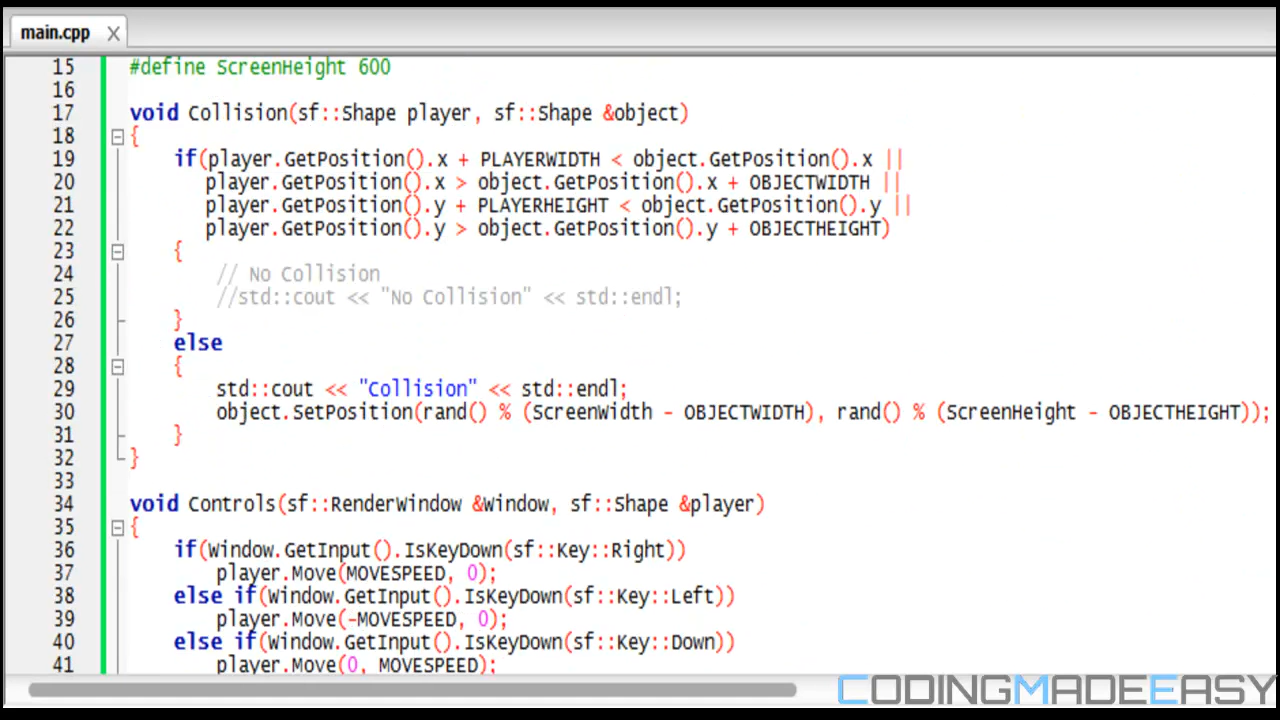 main.cpp
15 #define ScreenHeight 600
16
17 void Collision(sf::Shape player, sf::Shape &object)
18 {
19 if(player.GetPosition().x + PLAYERWIDTH < object.GetPosition().x ||
20 player.GetPosition().x > object.GetPosition().x + OBJECTWIDTH ||
21 player.GetPosition().y + PLAYERHEIGHT < object.GetPosition().y ||
22 player.GetPosition().y > object.GetPosition().y + OBJECTHEIGHT)
23 {
24 // No Collision
25 //std::cout << "No Collision" << std::endl;
26 }
27 else
28 {
29 std::cout << "Collision" << std::endl;
30 object.SetPosition(rand() % (ScreenWidth - OBJECTWIDTH), rand() % (ScreenHeight - OBJECTHEIGHT));
31 }
32 }
33
34 void Controls(sf::RenderWindow &Window, sf::Shape &player)
35 {
36 if(Window.GetInput().IsKeyDown(sf::Key::Right))
37 player.Move(MOVESPEED, 0);
38 else if(Window.GetInput().IsKeyDown(sf::Key::Left))
39 player.Move(-MOVESPEED, 0);
40 else if(Window.GetInput().IsKeyDown(sf::Key::Down))
41 player.Move(0, MOVESPEED);
CODINGMADEEASY